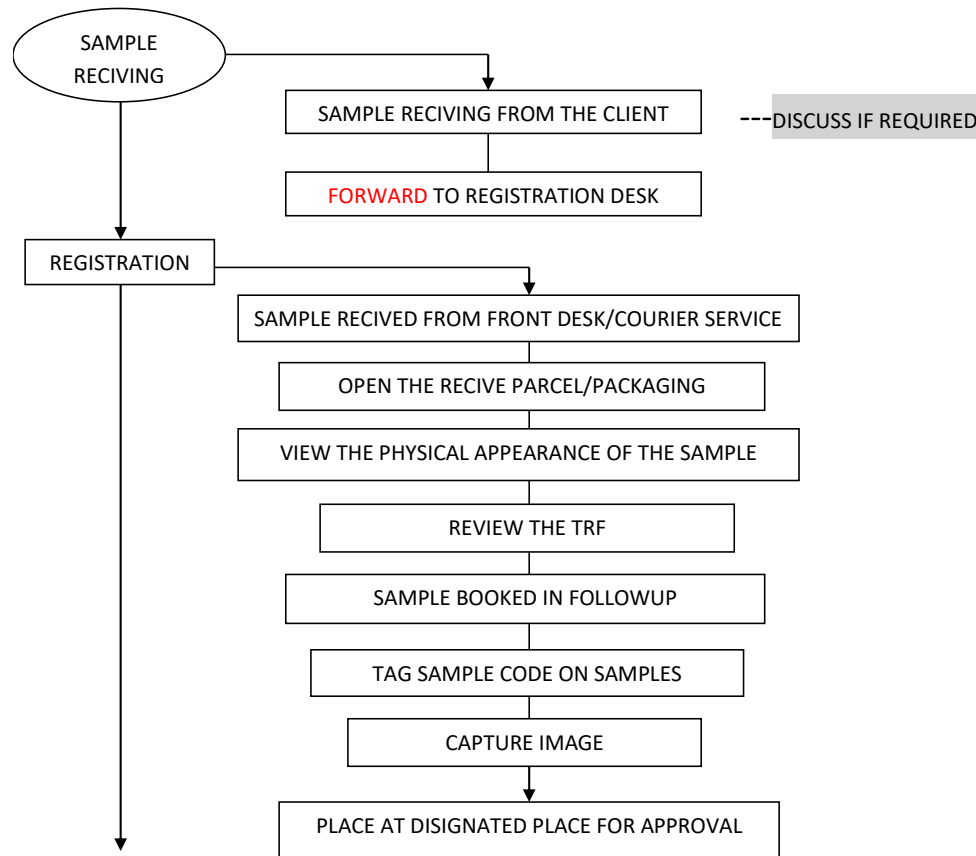 SAMPLE
RECIVING
SAMPLE RECIVING FROM THE CLIENT
---DISCUSS IF REQUIRED
FORWARD TO REGISTRATION DESK
REGISTRATION
SAMPLE RECIVED FROM FRONT DESK/COURIER SERVICE
OPEN THE RECIVE PARCEL/PACKAGING
VIEW THE PHYSICAL APPEARANCE OF THE SAMPLE
REVIEW THE TRF
SAMPLE BOOKED IN FOLLOWUP
TAG SAMPLE CODE ON SAMPLES
CAPTURE IMAGE
PLACE AT DISIGNATED PLACE FOR APPROVAL